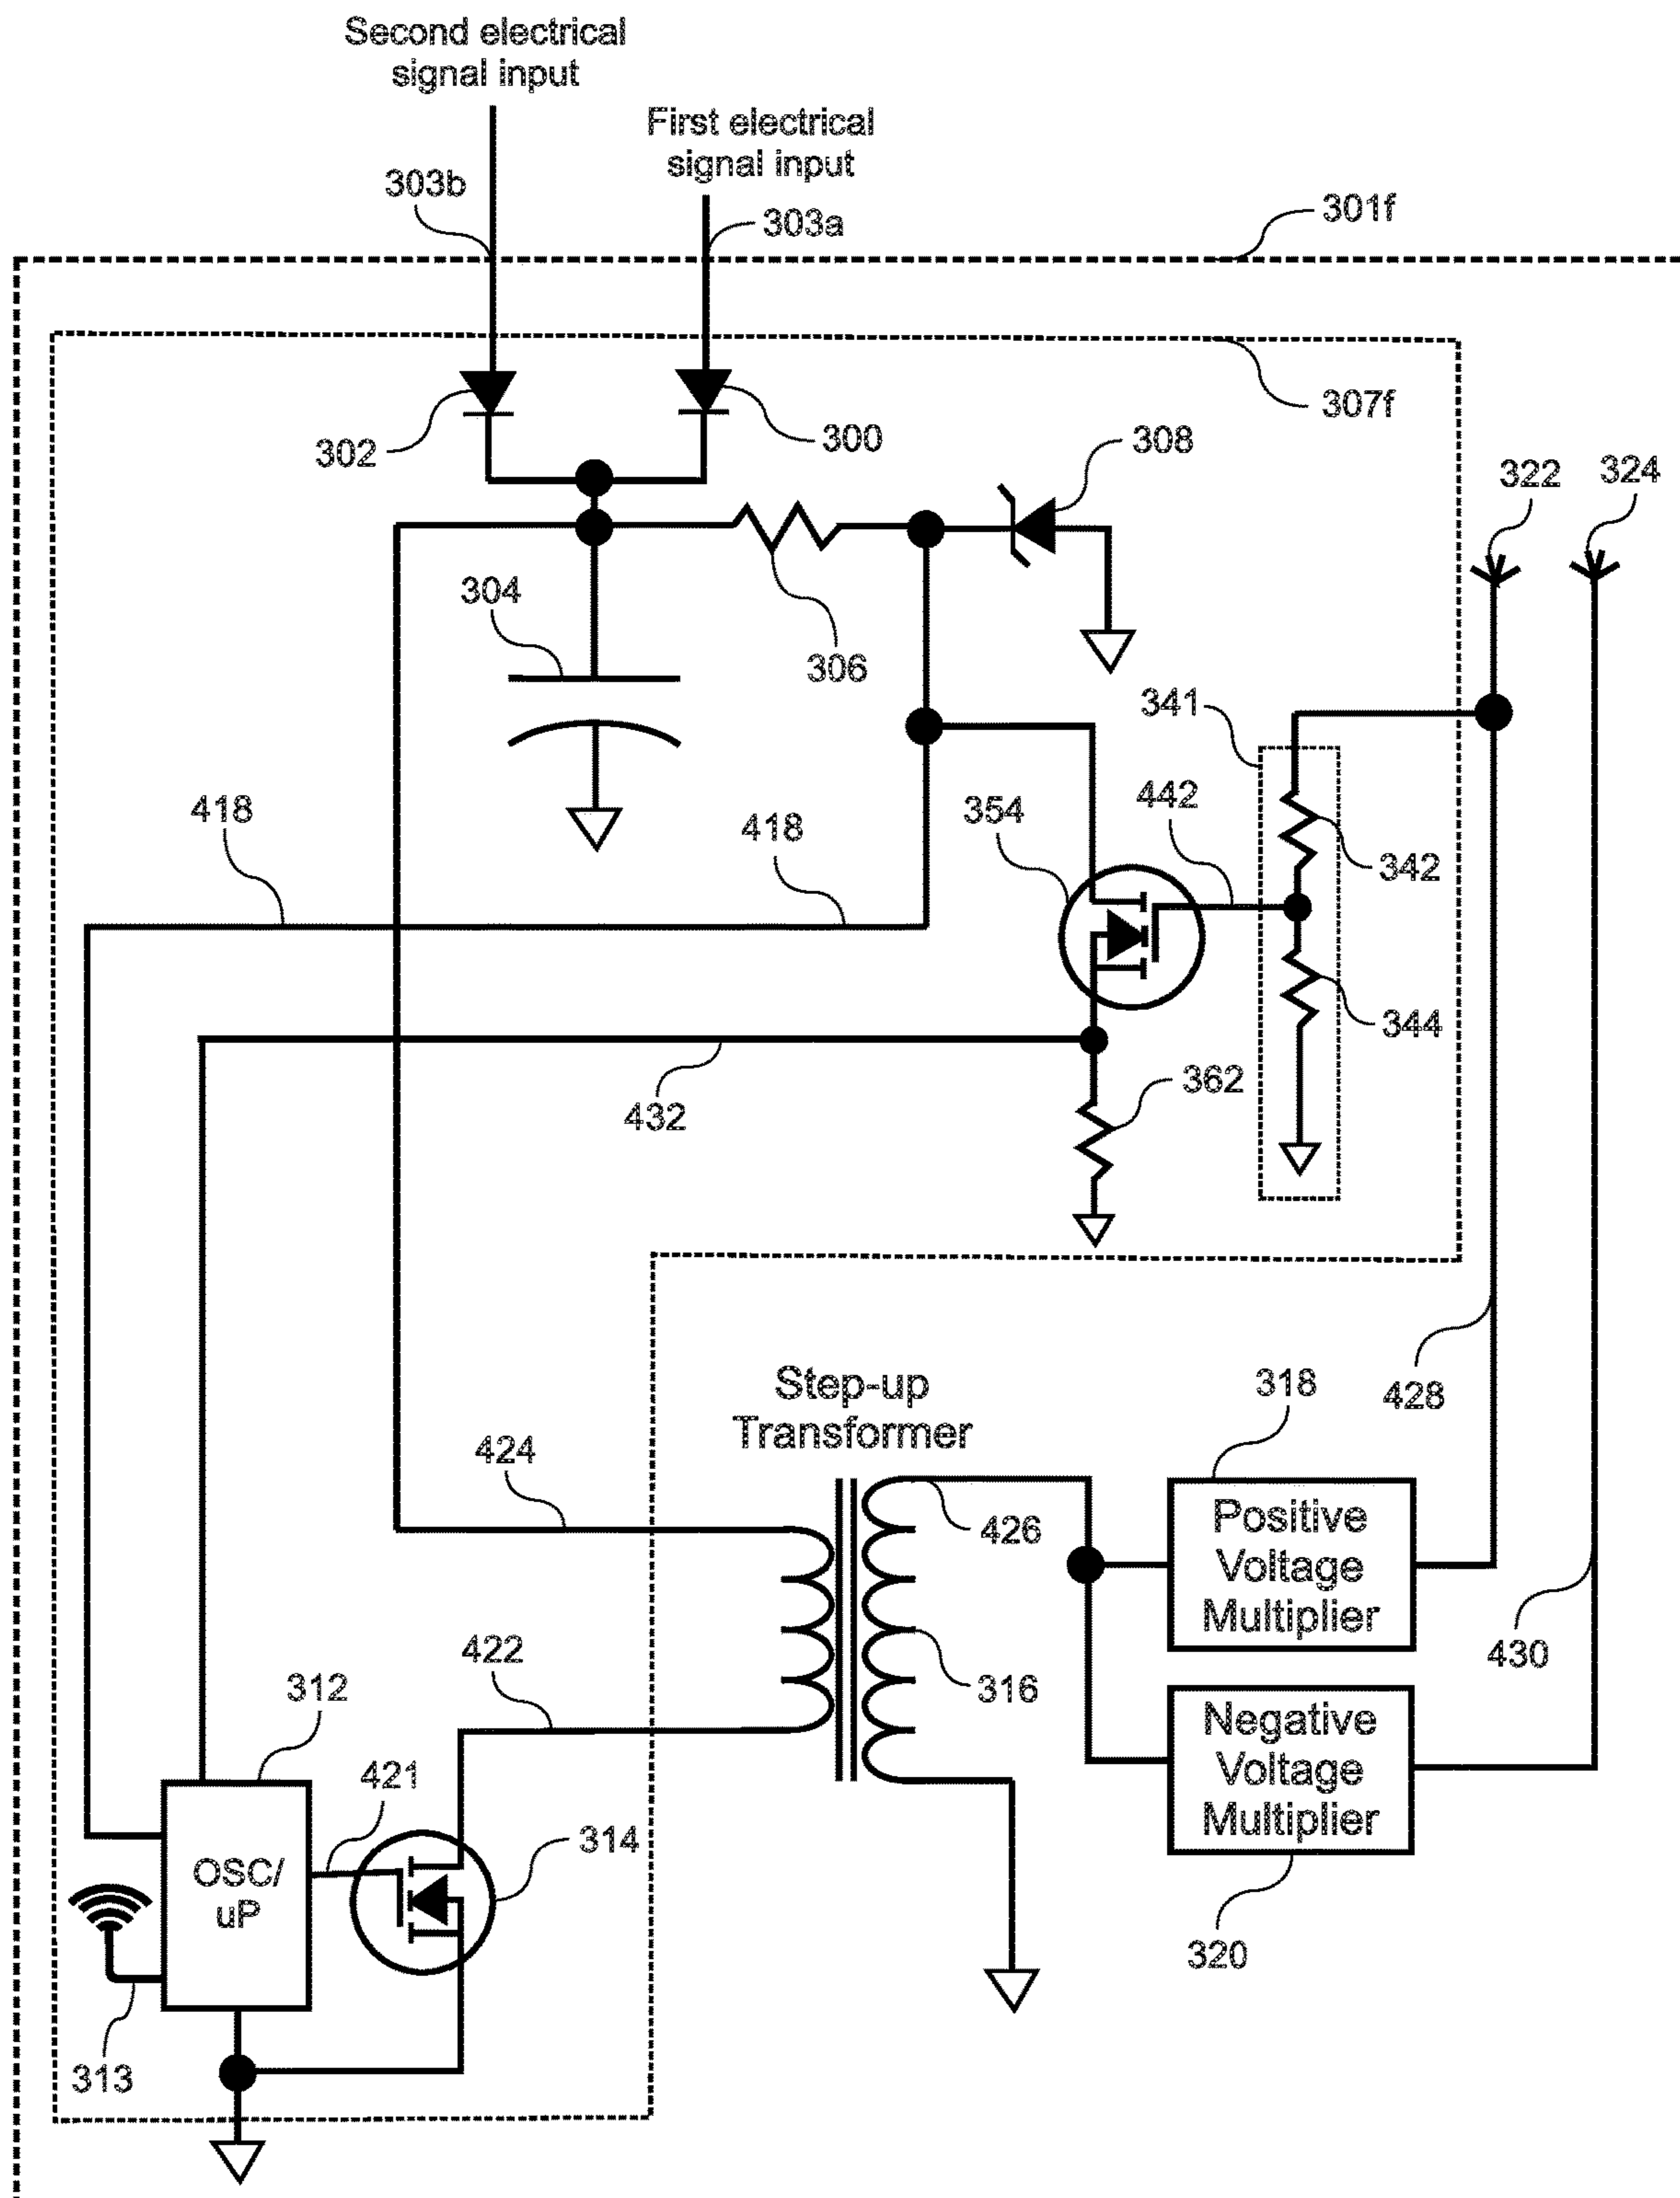 Second electrical
signal input
First electrical
signal input
303b
303a
301f
307f
302
300
308
322
324
304
306
341
418
418
354
442
342
344
432
362
428
318
Step-up
Transformer
424
426
Positive
Voltage
Multiplier
422
316
430
312
Negative
Voltage
Multiplier
421
314
OSC/
uP
320
313